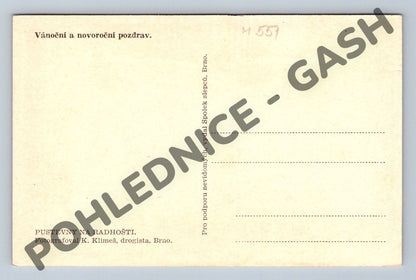 Vánoční a novoroční pozdrav.
M 557
POHLEDNICE - GASH
Pro podporu nevidomých vydal Spolek slepců, Brno.
PUSTEVNY NA RADHOŠTI.
Fotografoval K. Klimeš, drogista, Brno.